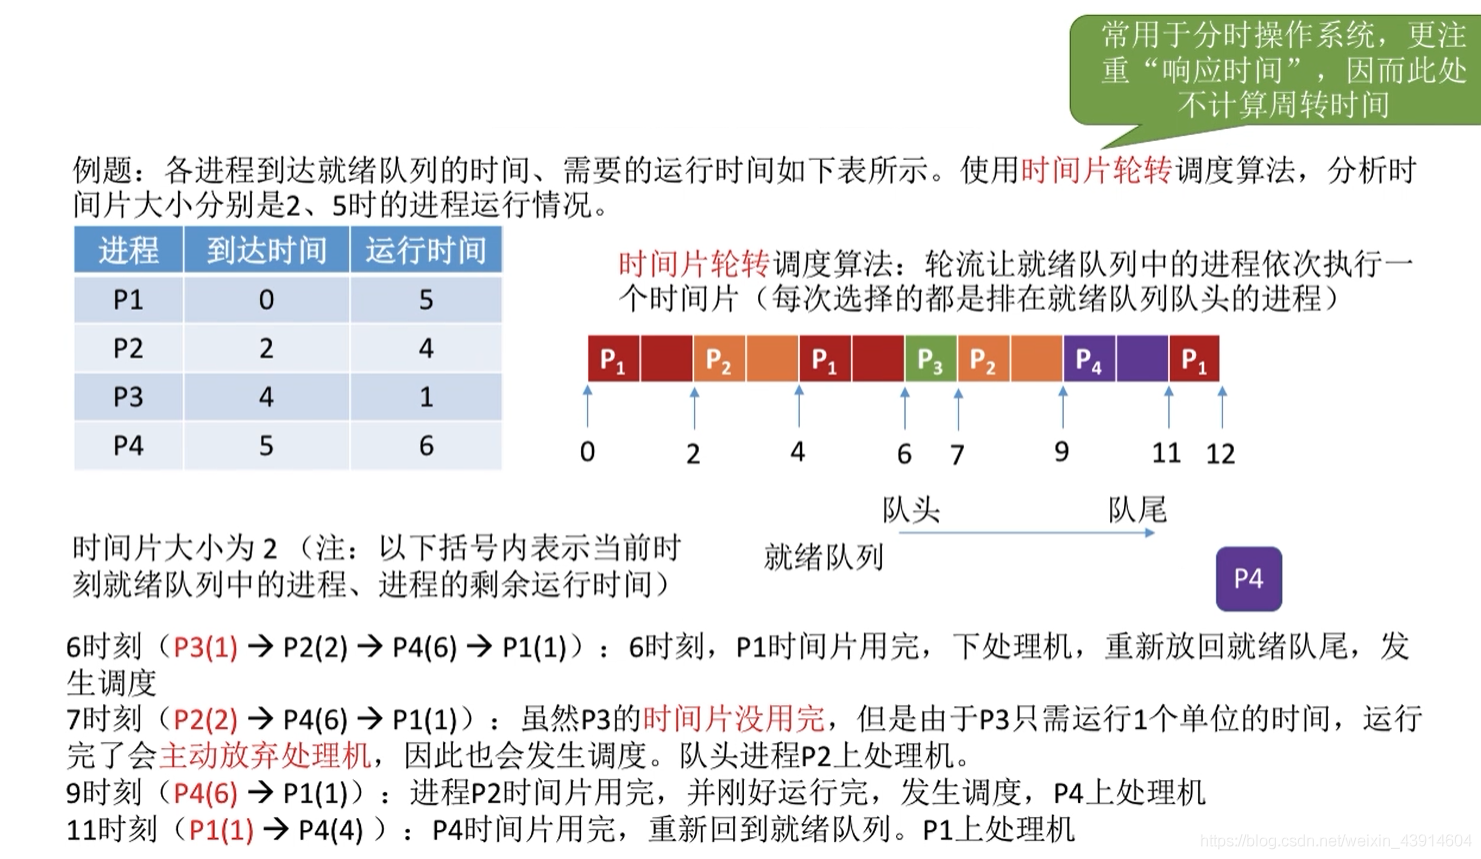 常用于分时操作系统，更注
重“响应时间”，因而此处
不计算周转时间
例题：各进程到达就绪队列的时间、需要的运行时间如下表所示。使用时间片轮转调度算法，分析时
间片大小分别是2、5时的进程运行情况。
进程 到达时间 运行时间
P1 0 5
P2 2 4
P3 4 1
P4 5 6
时间片轮转调度算法：轮流让就绪队列中的进程依次执行一
个时间片（每次选择的都是排在就绪队列队头的进程）
P1 P2 P1 P3 P2 P4 P1
0 2 4 6 7 9 11 12
队头 队尾
就绪队列
P4
时间片大小为 2（注：以下括号内表示当前时
刻就绪队列中的进程、进程的剩余运行时间）
6时刻（P3(1) → P2(2) → P4(6) → P1(1)）：6时刻，P1时间片用完，下处理机，重新放回就绪队尾，发
生调度
7时刻（P2(2) → P4(6) → P1(1)）：虽然P3的时间片没用完，但是由于P3只需运行1个单位的时间，运行
完了会主动放弃处理机，因此也会发生调度。队头进程P2上处理机。
9时刻（P4(6) → P1(1)）：进程P2时间片用完，并刚好运行完，发生调度，P4上处理机
11时刻（P1(1) → P4(4) ）：P4时间片用完，重新回到就绪队列。P1上处理机
https://blog.csdn.net/weixin_43914604